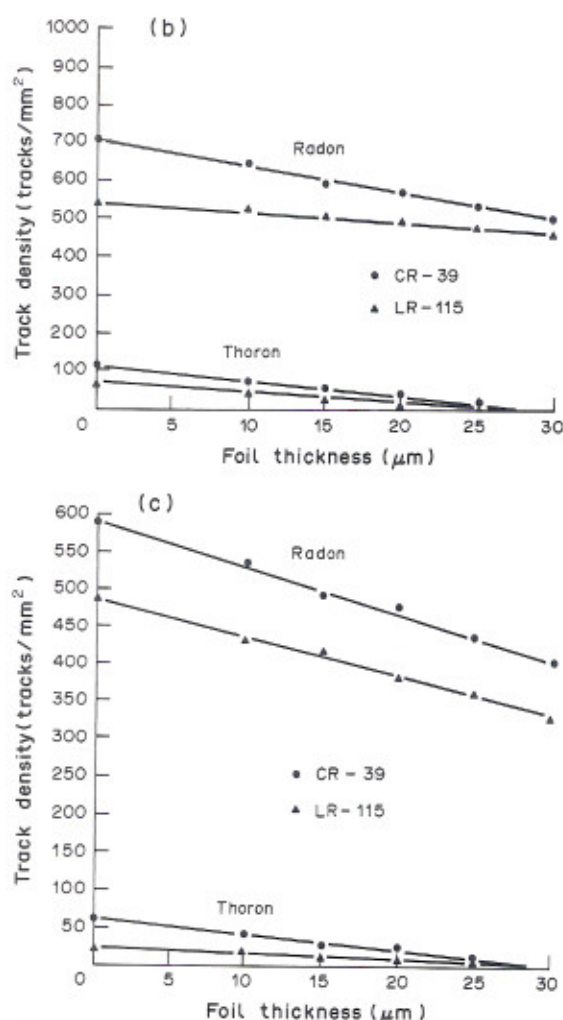 (b)
Track density (tracks/mm²)
1000
900
800
700
600
500
400
300
200
100
Radon
CR-39
LR-115
Thoron
0 5 10 15 20 25 30
Foil thickness (μm)
(c)
Track density (tracks/mm²)
600
550
500
450
400
350
300
250
200
150
100
50
Radon
CR-39
LR-115
Thoron
0 5 10 15 20 25 30
Foil thickness (μm)